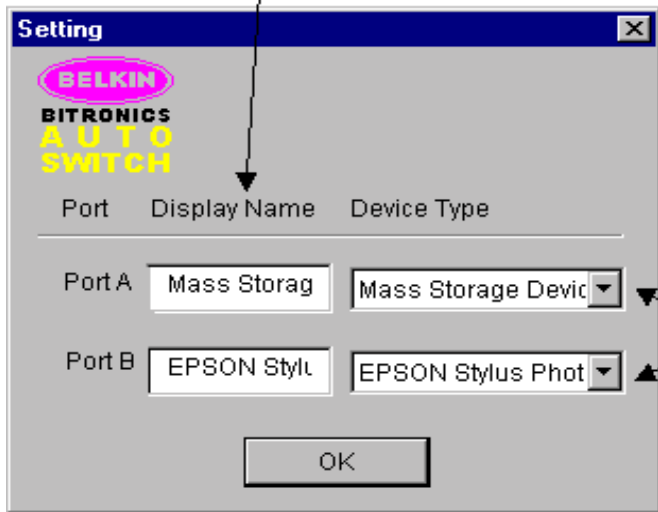 Setting
BELKIN
BITRONICS
AUTO
SWITCH
Port Display Name Device Type
Port A Mass Storag Mass Storage Devic
Port B EPSON Stylu EPSON Stylus Phot
OK